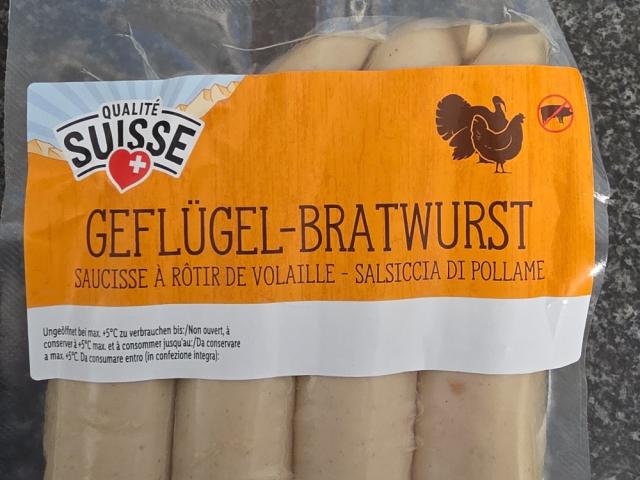 QUALITÉ
SUISSE
GEFLÜGEL-BRATWURST
SAUCISSE À RÔTIR DE VOLAILLE - SALSICCIA DI POLLAME
Ungeöffnet bei max. +5°C zu verbrauchen bis:/Non ouvert, à
conserver à +5°C max. et à consommer jusqu'au:/Da conservare
a max. +5°C. Da consumare entro (in confezione integra):